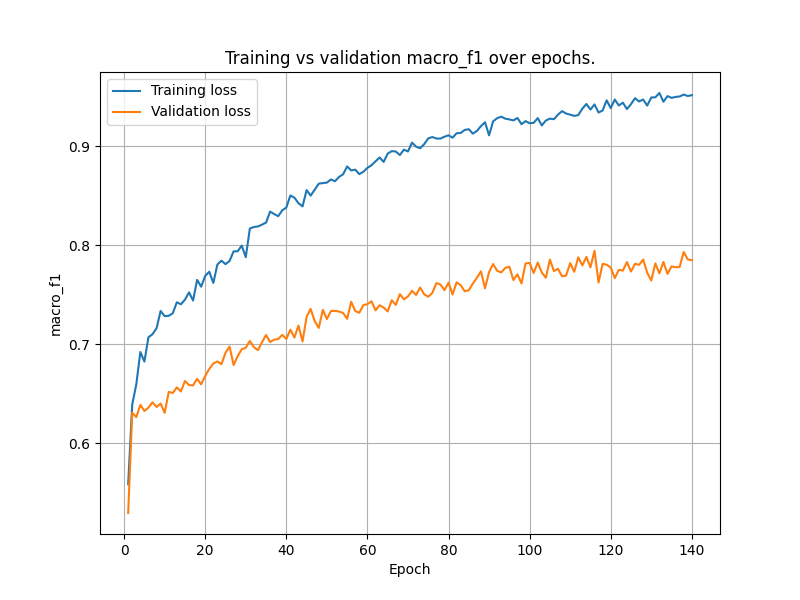 Training vs validation macro_f1 over epochs.
Training loss
Validation loss
macro_f1
0.9
0.8
0.7
0.6
0 20 40 60 80 100 120 140
Epoch